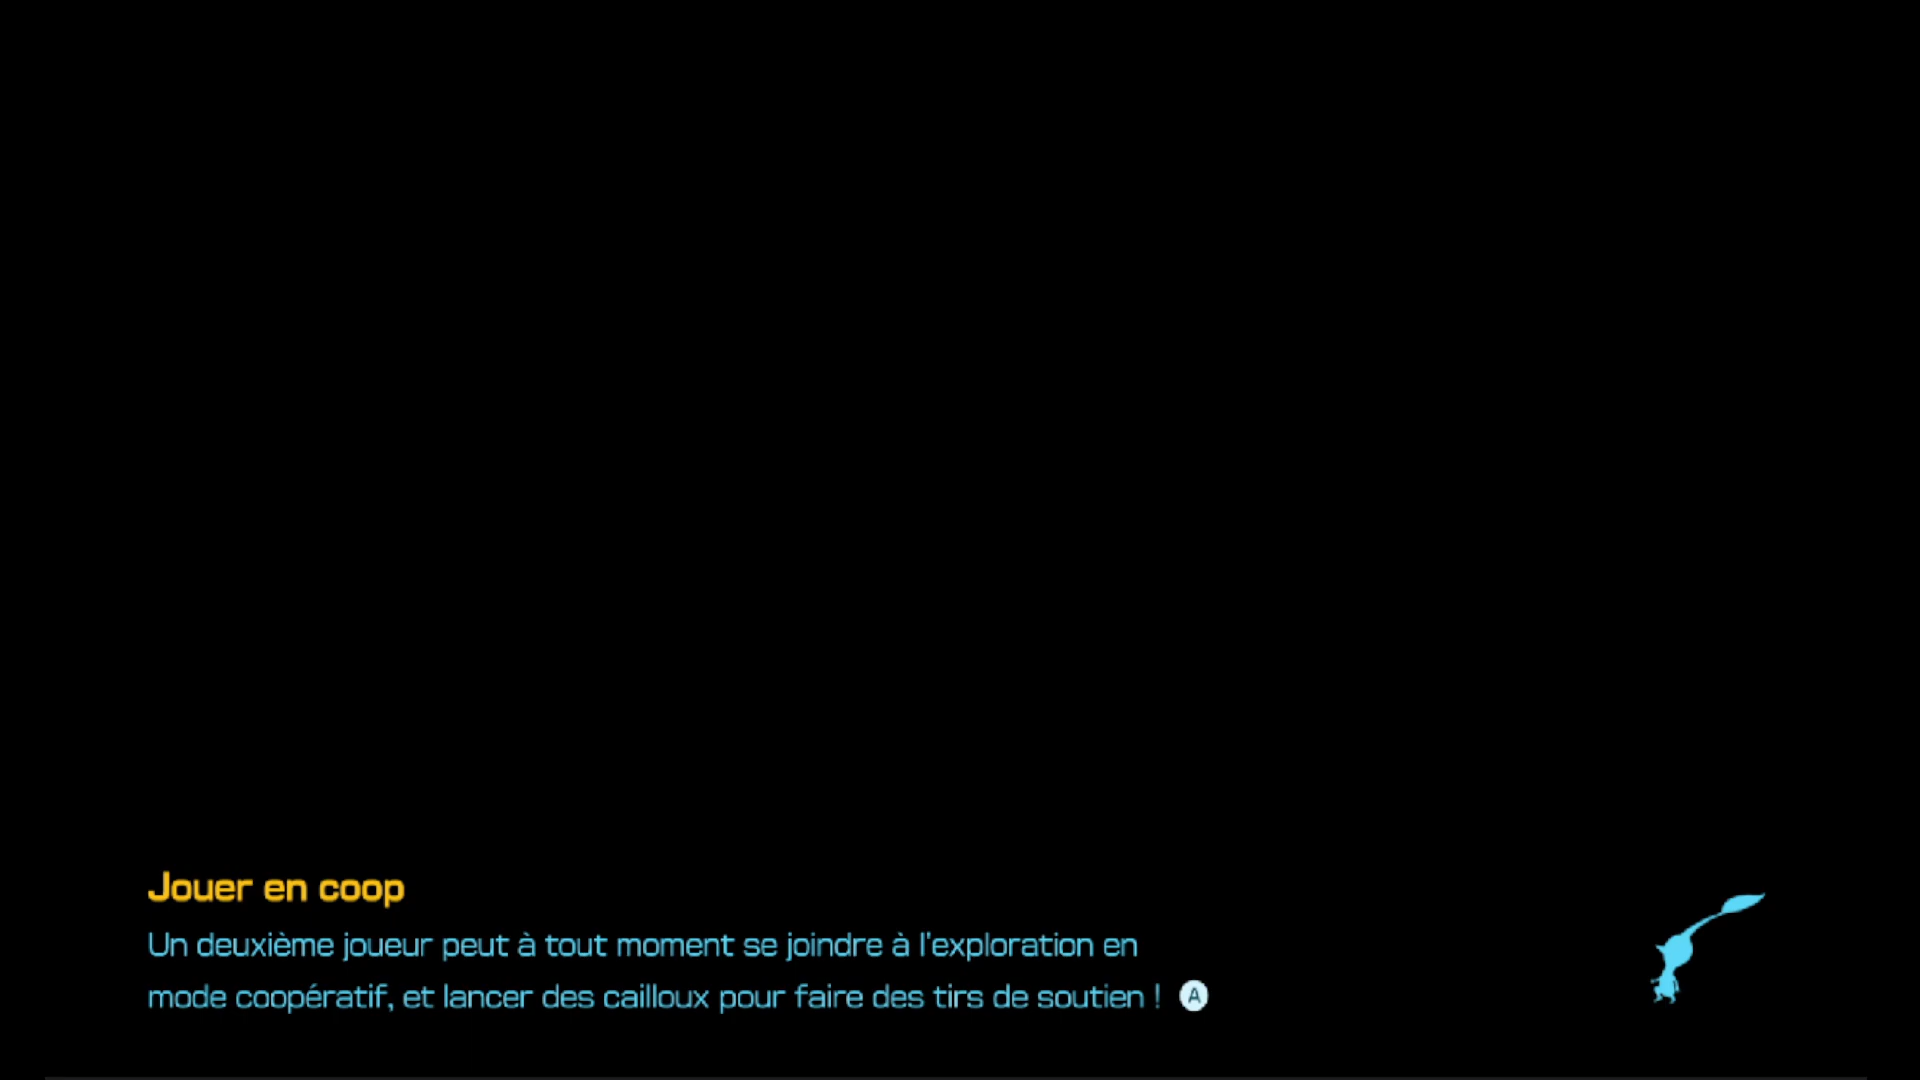 Jouer en coop
Un deuxième joueur peut à tout moment se joindre à l'exploration en
mode coopératif, et lancer des cailloux pour faire des tirs de soutien ! A